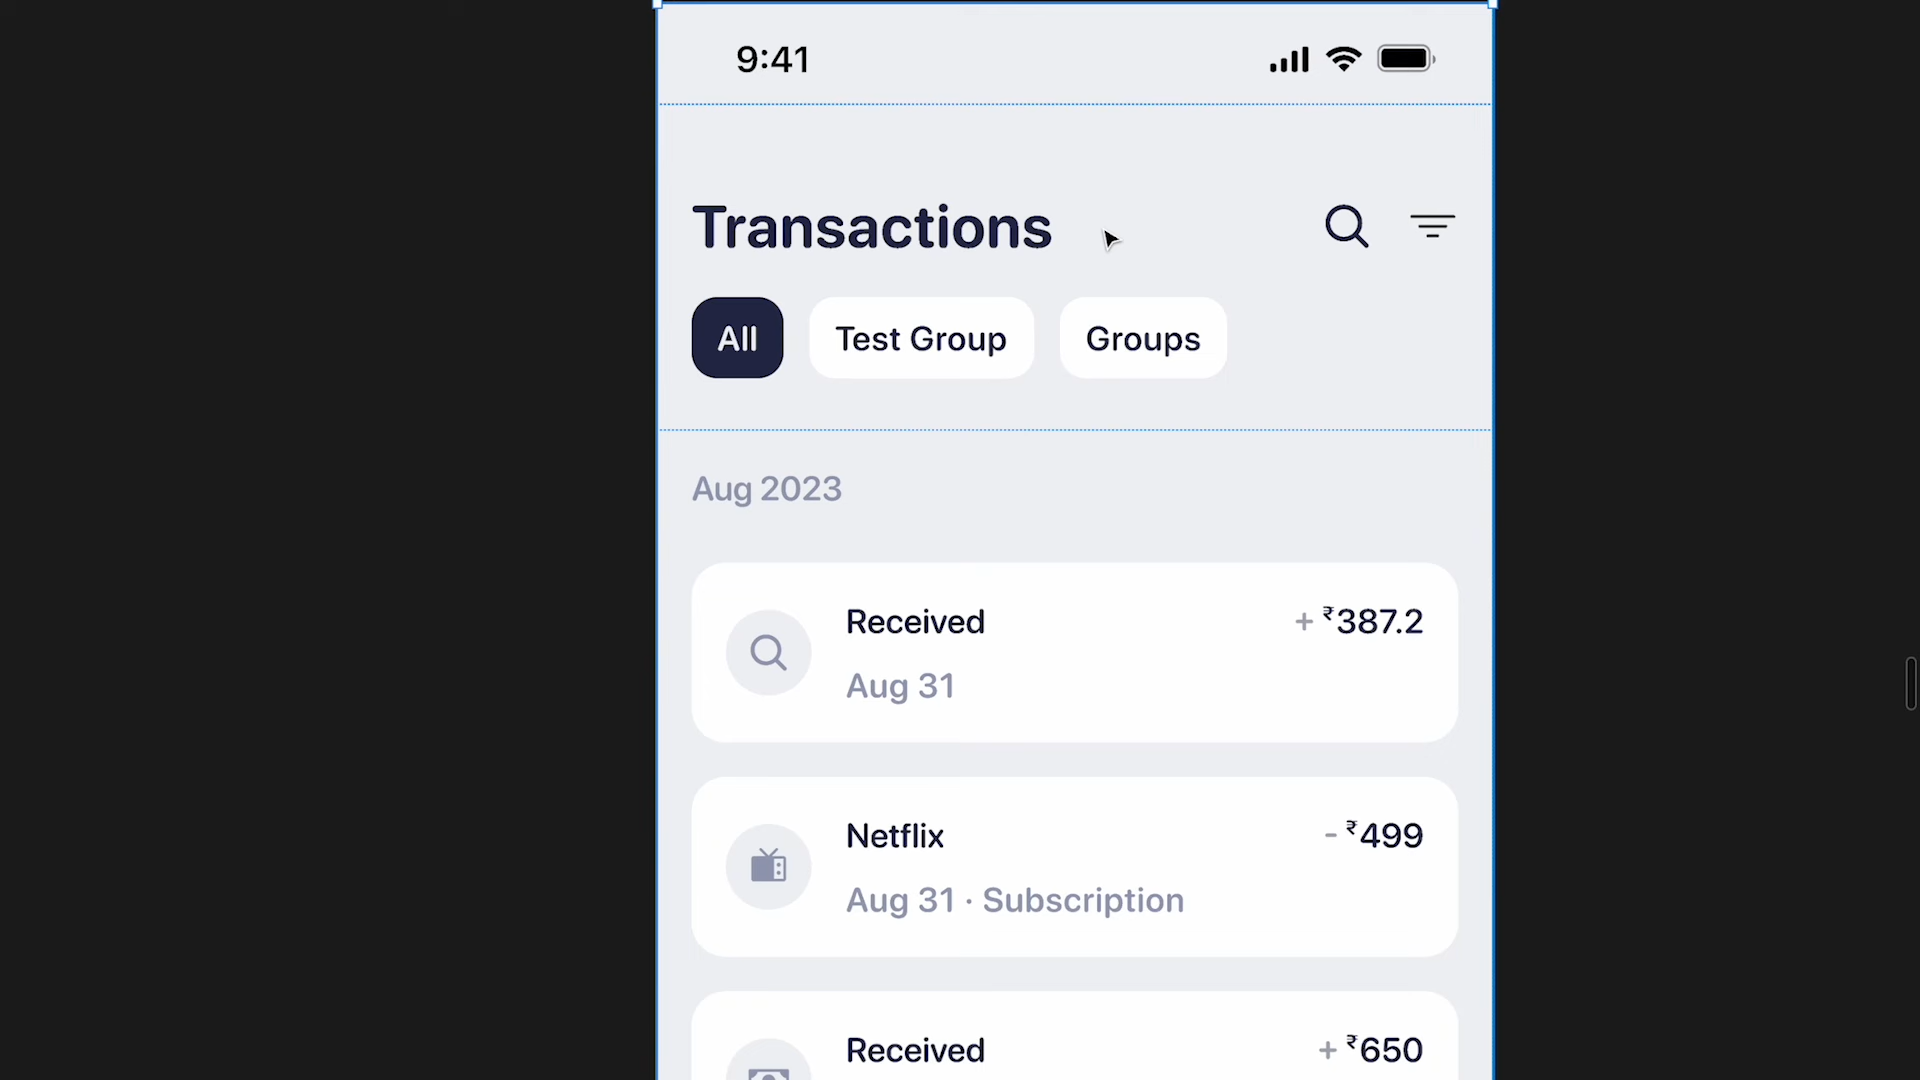 9:41
Transactions
All Test Group Groups
Aug 2023
Received + ₹387.2
Aug 31
Netflix - ₹499
Aug 31 · Subscription
Received + ₹650